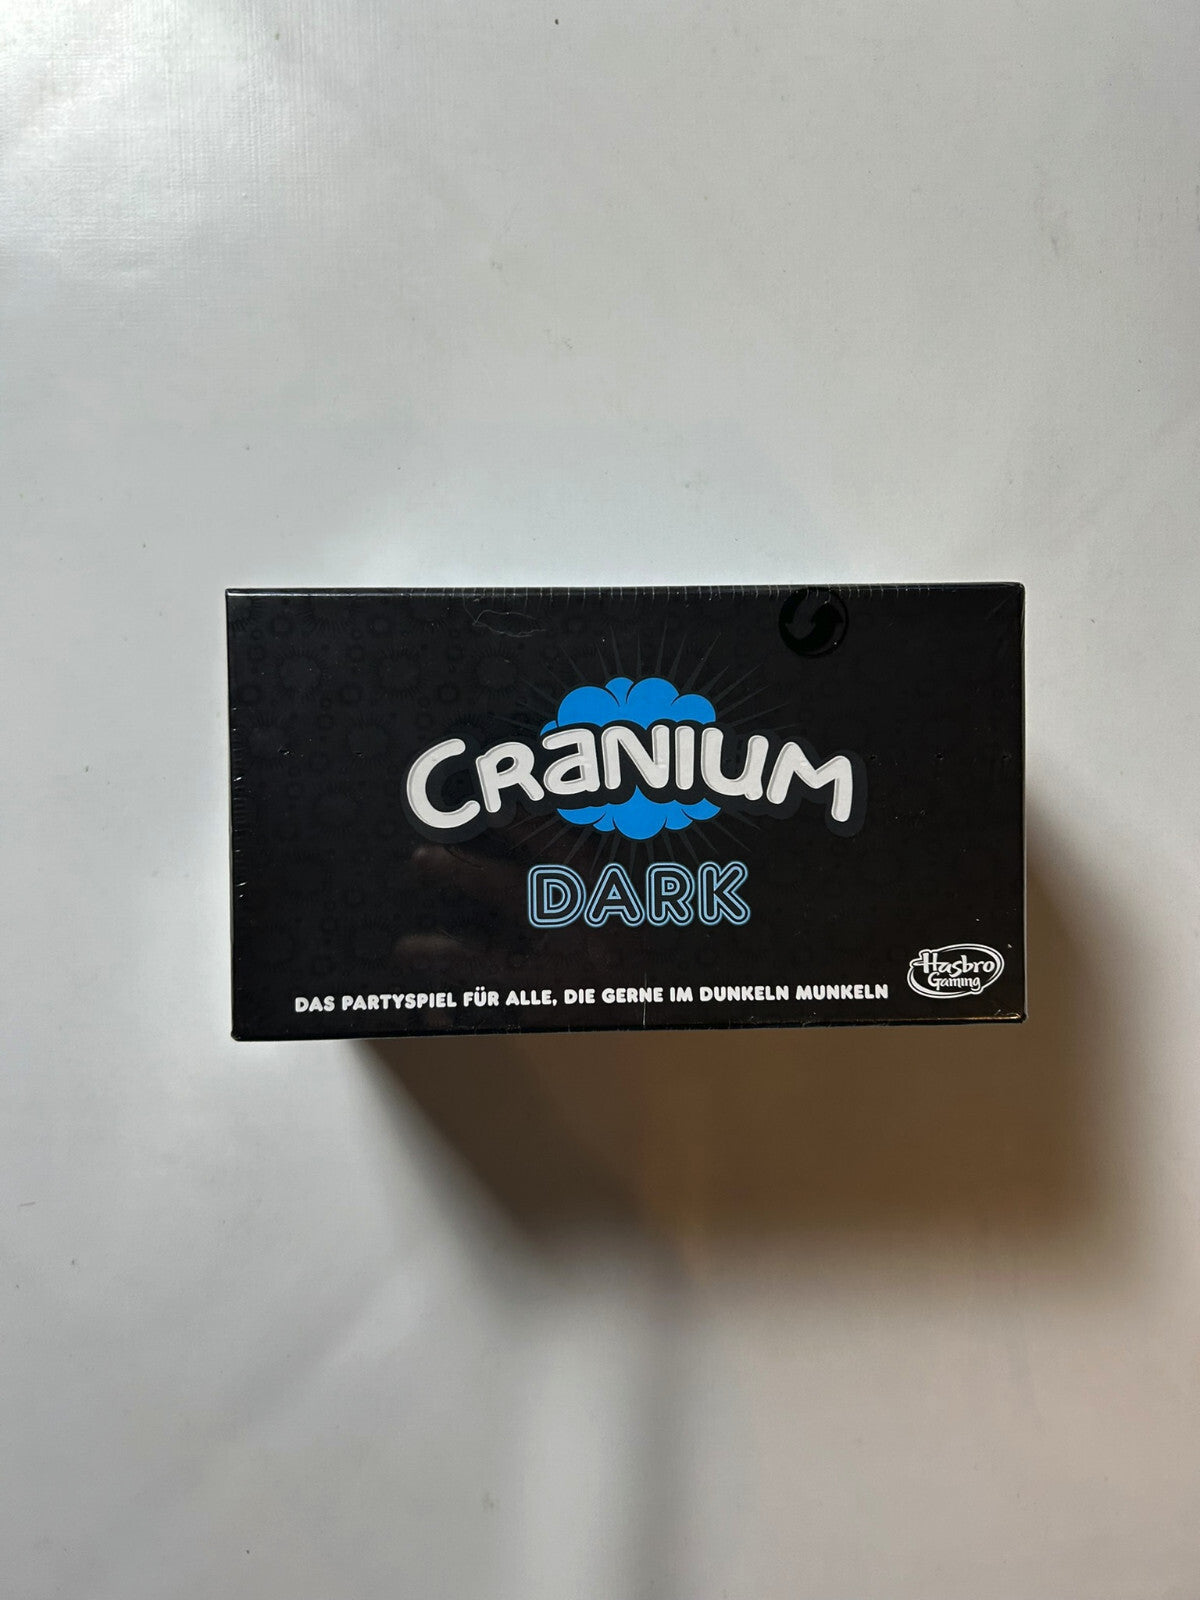 CRaNIUM
DARK
Hasbro
Gaming
DAS PARTYSPIEL FÜR ALLE, DIE GERNE IM DUNKELN MUNKELN